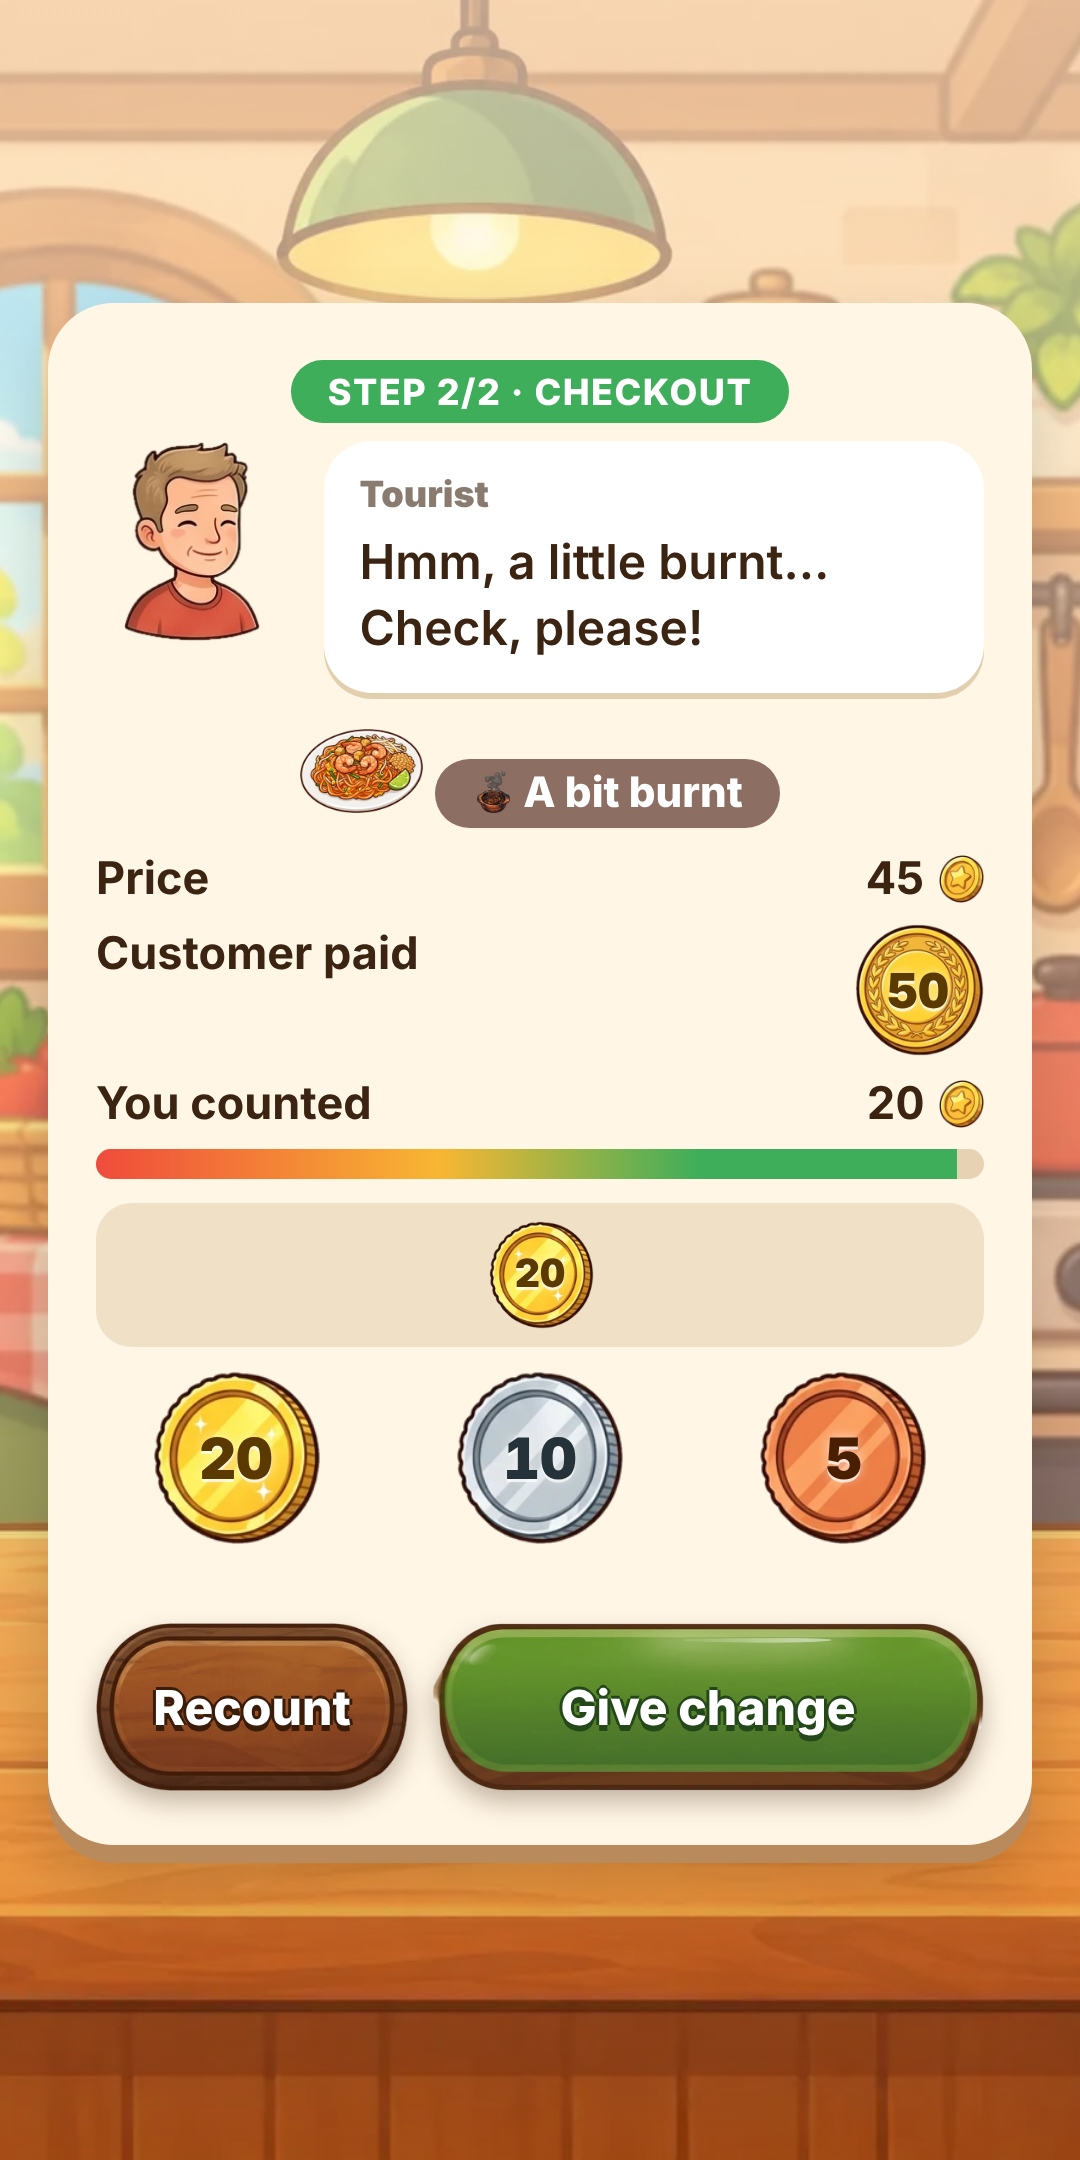 STEP 2/2 · CHECKOUT
Tourist
Hmm, a little burnt...
Check, please!
A bit burnt
Price 45
Customer paid 50
You counted 20
20
20 10 5
Recount Give change